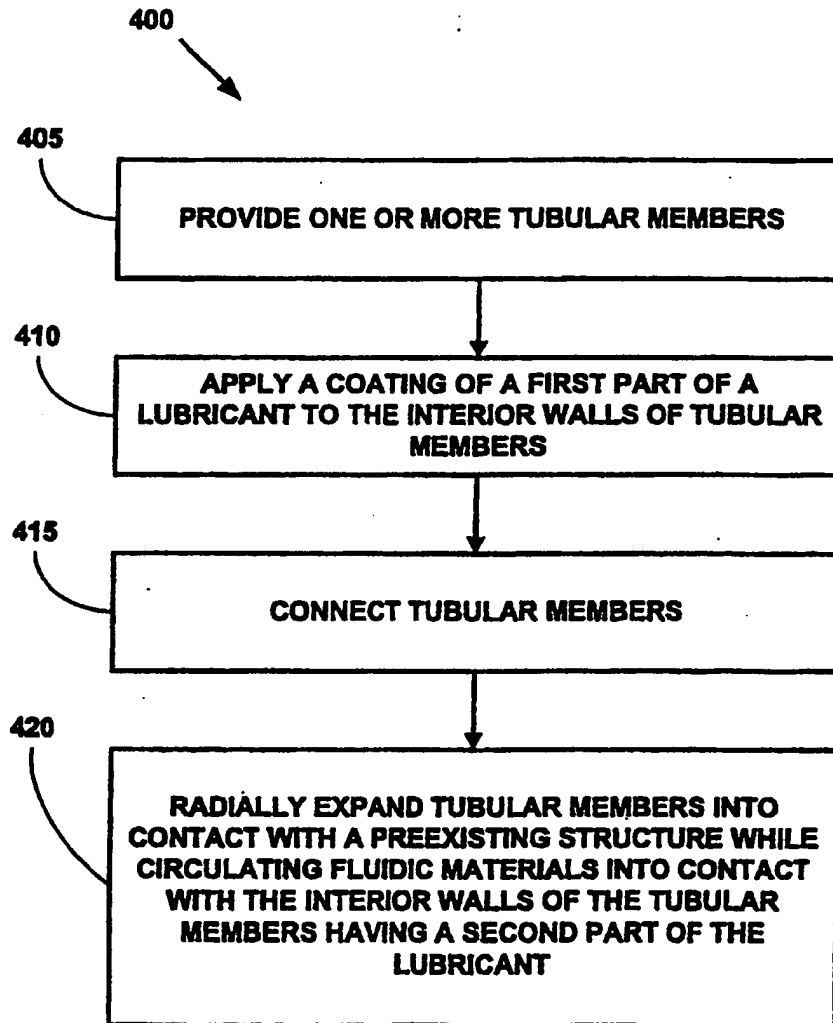 400
405
PROVIDE ONE OR MORE TUBULAR MEMBERS
410
APPLY A COATING OF A FIRST PART OF A
LUBRICANT TO THE INTERIOR WALLS OF TUBULAR
MEMBERS
415
CONNECT TUBULAR MEMBERS
420
RADIALLY EXPAND TUBULAR MEMBERS INTO
CONTACT WITH A PREEXISTING STRUCTURE WHILE
CIRCULATING FLUIDIC MATERIALS INTO CONTACT
WITH THE INTERIOR WALLS OF THE TUBULAR
MEMBERS HAVING A SECOND PART OF THE
LUBRICANT